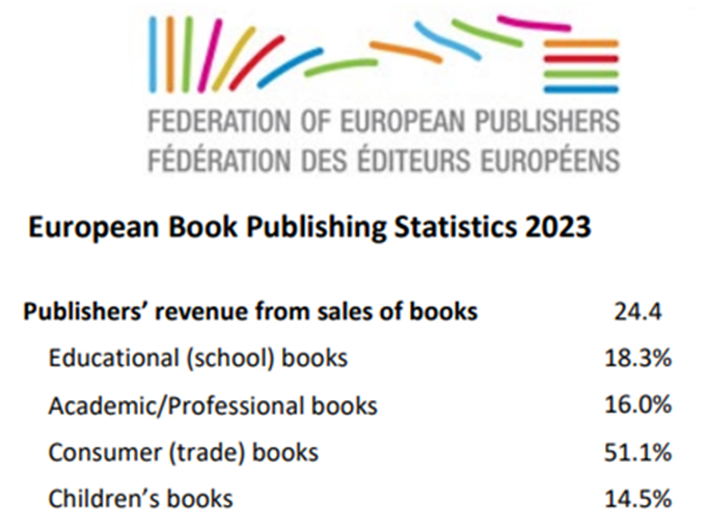 FEDERATION OF EUROPEAN PUBLISHERS
FÉDÉRATION DES ÉDITEURS EUROPÉENS
European Book Publishing Statistics 2023
Publishers’ revenue from sales of books 24.4
Educational (school) books 18.3%
Academic/Professional books 16.0%
Consumer (trade) books 51.1%
Children’s books 14.5%